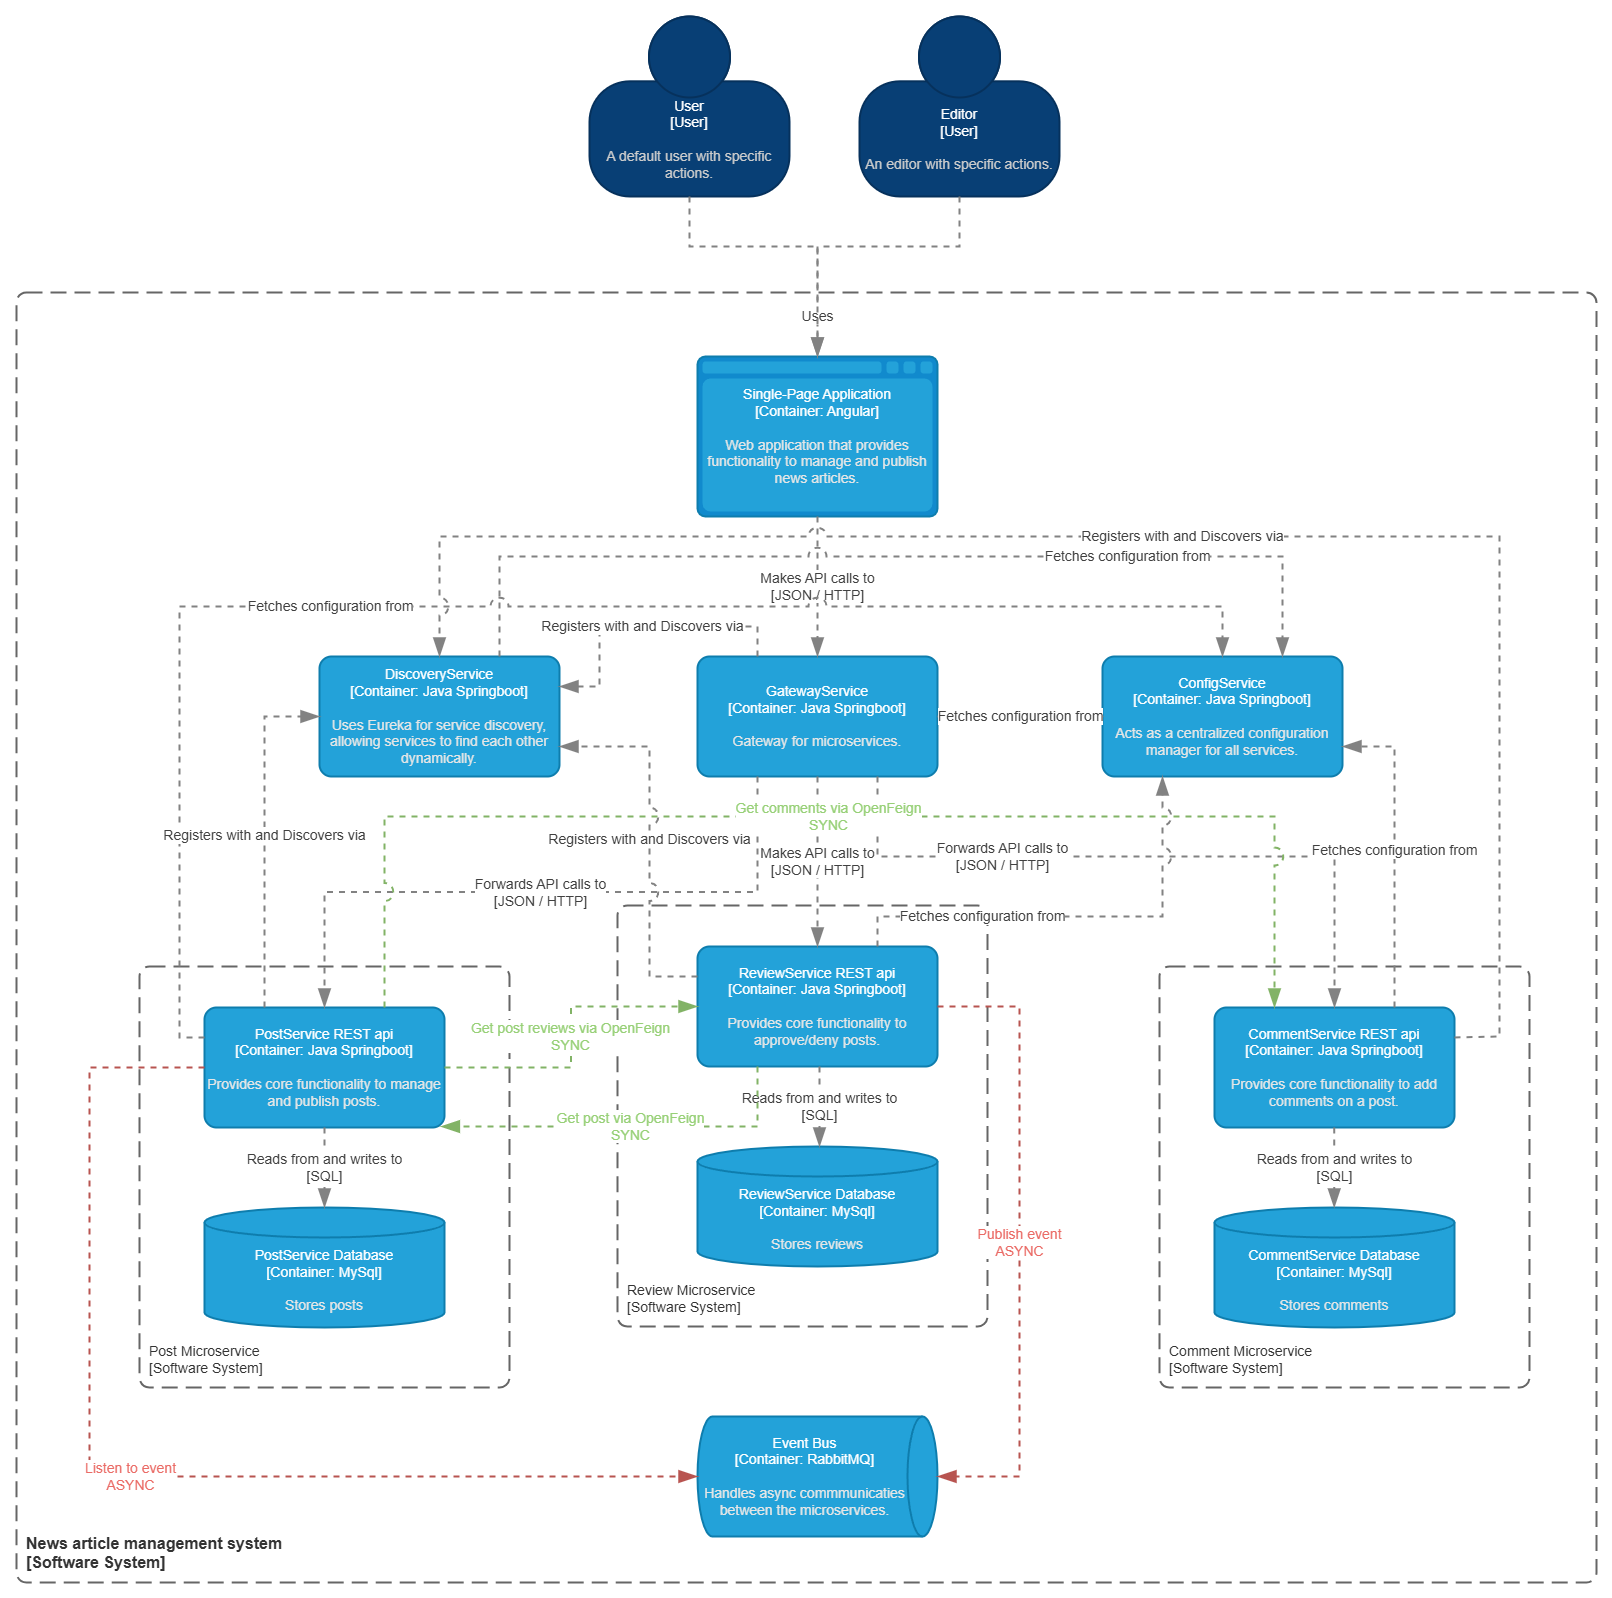 User
[User]
A default user with specific
actions.
Editor
[User]
An editor with specific actions.
Uses
Single-Page Application
[Container: Angular]
Web application that provides
functionality to manage and publish
news articles.
Registers with and Discovers via
Fetches configuration from
Makes API calls to
[JSON / HTTP]
Fetches configuration from
Registers with and Discovers via
DiscoveryService
[Container: Java Springboot]
Uses Eureka for service discovery,
allowing services to find each other
dynamically.
GatewayService
[Container: Java Springboot]
Gateway for microservices.
Fetches configuration from
ConfigService
[Container: Java Springboot]
Acts as a centralized configuration
manager for all services.
Get comments via OpenFeign
SYNC
Registers with and Discovers via
Registers with and Discovers via
Makes API calls to
[JSON / HTTP]
Forwards API calls to
[JSON / HTTP]
Fetches configuration from
Forwards API calls to
[JSON / HTTP]
Fetches configuration from
ReviewService REST api
[Container: Java Springboot]
Provides core functionality to
approve/deny posts.
PostService REST api
[Container: Java Springboot]
Provides core functionality to manage
and publish posts.
Get post reviews via OpenFeign
SYNC
CommentService REST api
[Container: Java Springboot]
Provides core functionality to add
comments on a post.
Get post via OpenFeign
SYNC
Reads from and writes to
[SQL]
Reads from and writes to
[SQL]
Reads from and writes to
[SQL]
ReviewService Database
[Container: MySql]
Stores reviews
PostService Database
[Container: MySql]
Stores posts
Publish event
ASYNC
CommentService Database
[Container: MySql]
Stores comments
Review Microservice
[Software System]
Post Microservice
[Software System]
Comment Microservice
[Software System]
Event Bus
[Container: RabbitMQ]
Handles async commmunicaties
between the microservices.
Listen to event
ASYNC
News article management system
[Software System]